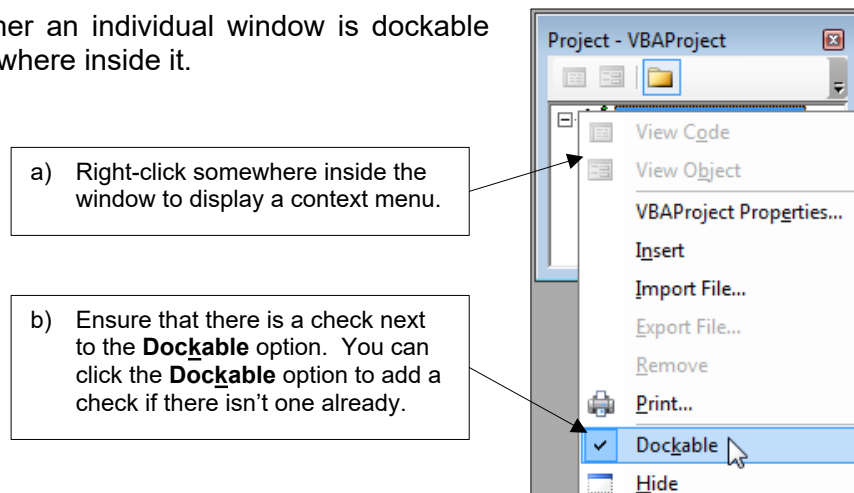 her an individual window is dockable
where inside it.
a) Right-click somewhere inside the
window to display a context menu.
b) Ensure that there is a check next
to the Dockable option. You can
click the Dockable option to add a
check if there isn't one already.
Project - VBAProject
View Code
View Object
VBAProject Properties...
Insert
Import File...
Export File...
Remove
Print...
Dockable
Hide